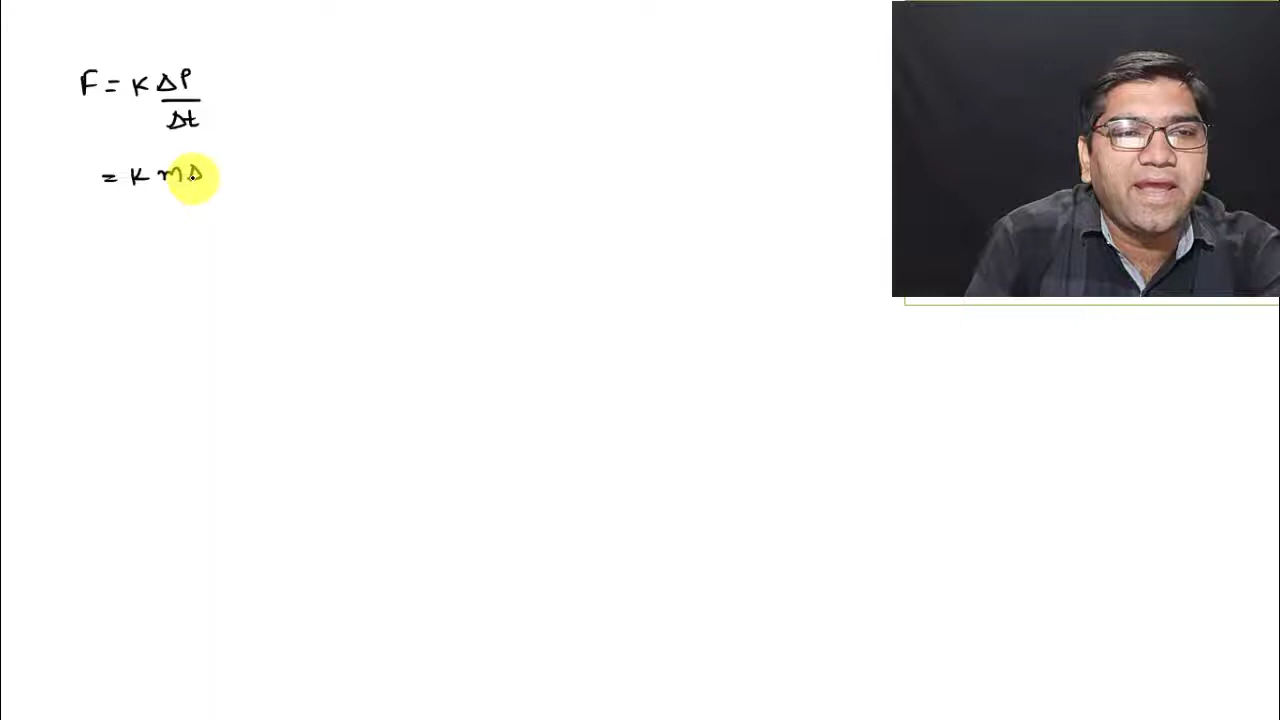 F = K ΔP
Δt
= K m Δ